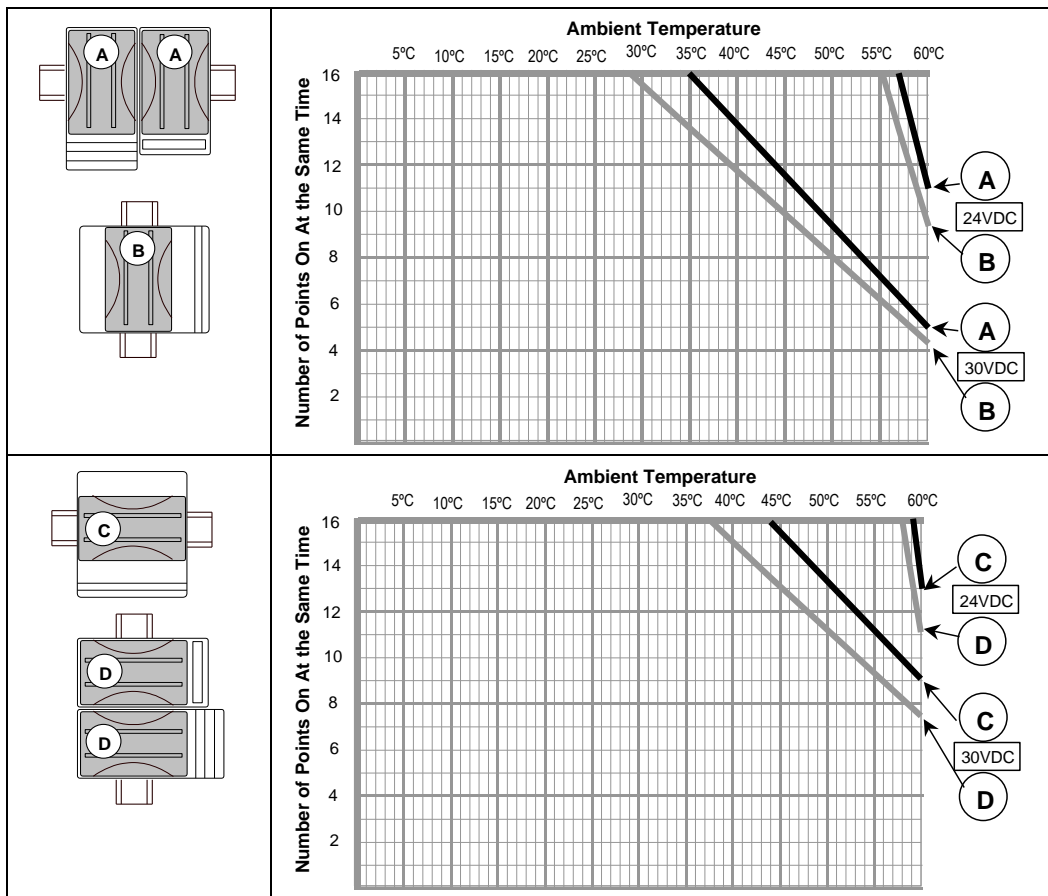 A A
B
Ambient Temperature
5ºC 10ºC 15ºC 20ºC 25ºC 30ºC 35ºC 40ºC 45ºC 50ºC 55ºC 60ºC
Number of Points On At the Same Time
16
14
12
10
8
6
4
2
A
24VDC
B
A
30VDC
B
C
D
D
Ambient Temperature
5ºC 10ºC 15ºC 20ºC 25ºC 30ºC 35ºC 40ºC 45ºC 50ºC 55ºC 60ºC
Number of Points On At the Same Time
16
14
12
10
8
6
4
2
C
24VDC
D
C
30VDC
D